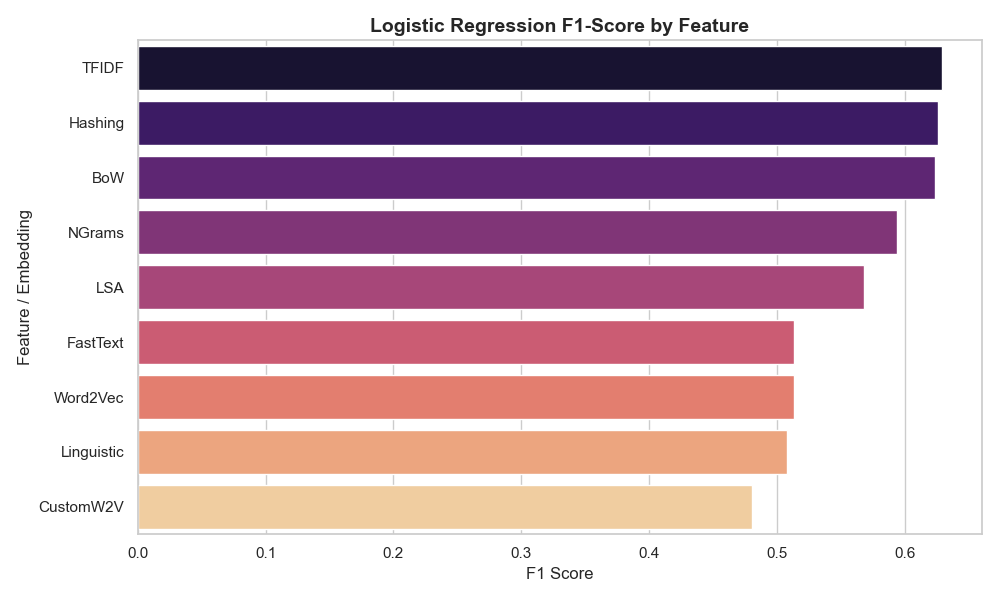 Logistic Regression F1-Score by Feature
Feature / Embedding
TFIDF
Hashing
BoW
NGrams
LSA
FastText
Word2Vec
Linguistic
CustomW2V
0.0 0.1 0.2 0.3 0.4 0.5 0.6
F1 Score